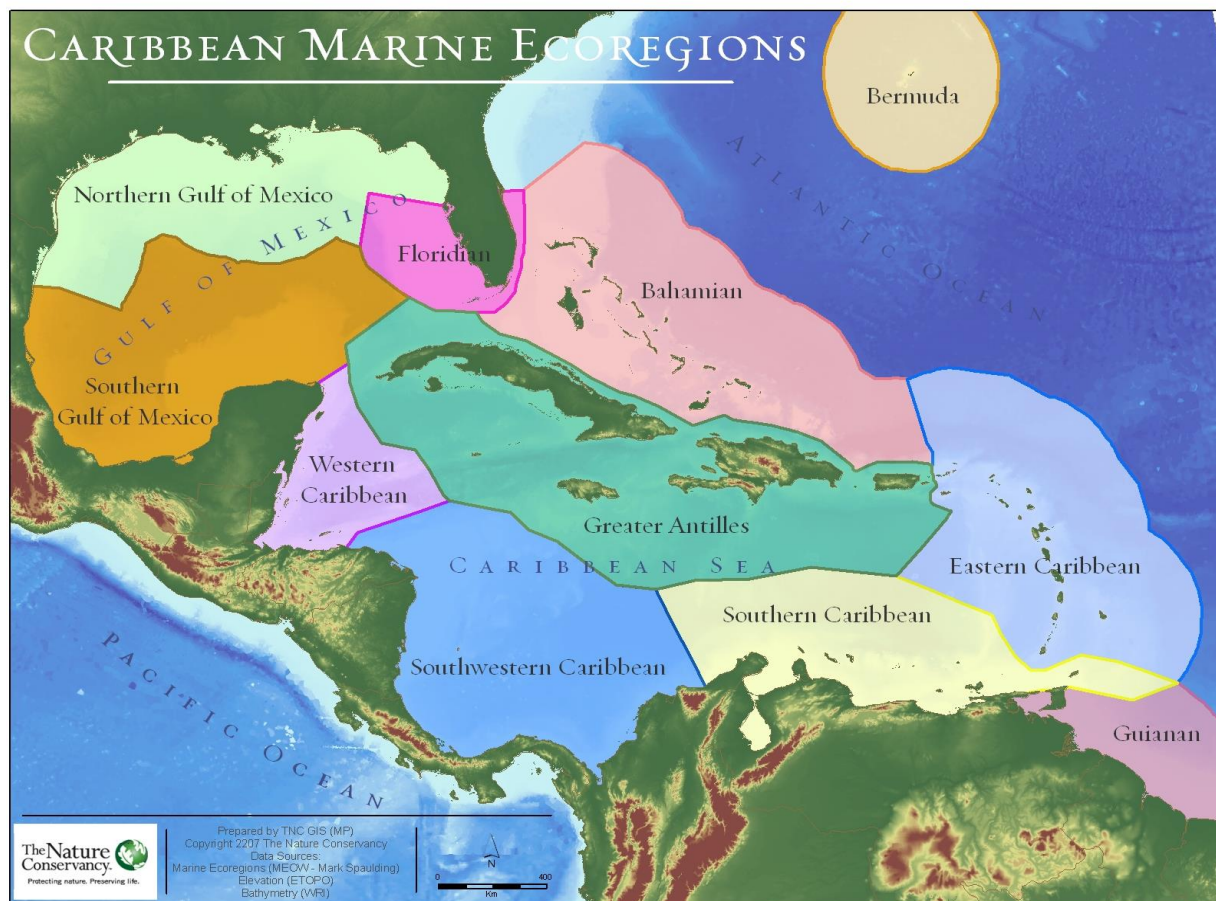 CARIBBEAN MARINE ECOREGIONS
Bermuda
ATLANTIC OCEAN
Northern Gulf of Mexico
GULF OF MEXICO
Floridian
Bahamian
Southern
Gulf of Mexico
Western
Caribbean
Greater Antilles
CARIBBEAN SEA
Eastern Caribbean
Southern Caribbean
Southwestern Caribbean
Guianan
PACIFIC OCEAN
The Nature
Conservancy
Protecting nature. Preserving life.
Prepared by TNC GIS (MP)
Copyright 2207 The Nature Conservancy
Data Sources:
Marine Ecoregions (MEOW - Mark Spaulding)
Elevation (ETOPO)
Bathymetry (WRI)
N
0 400
Km